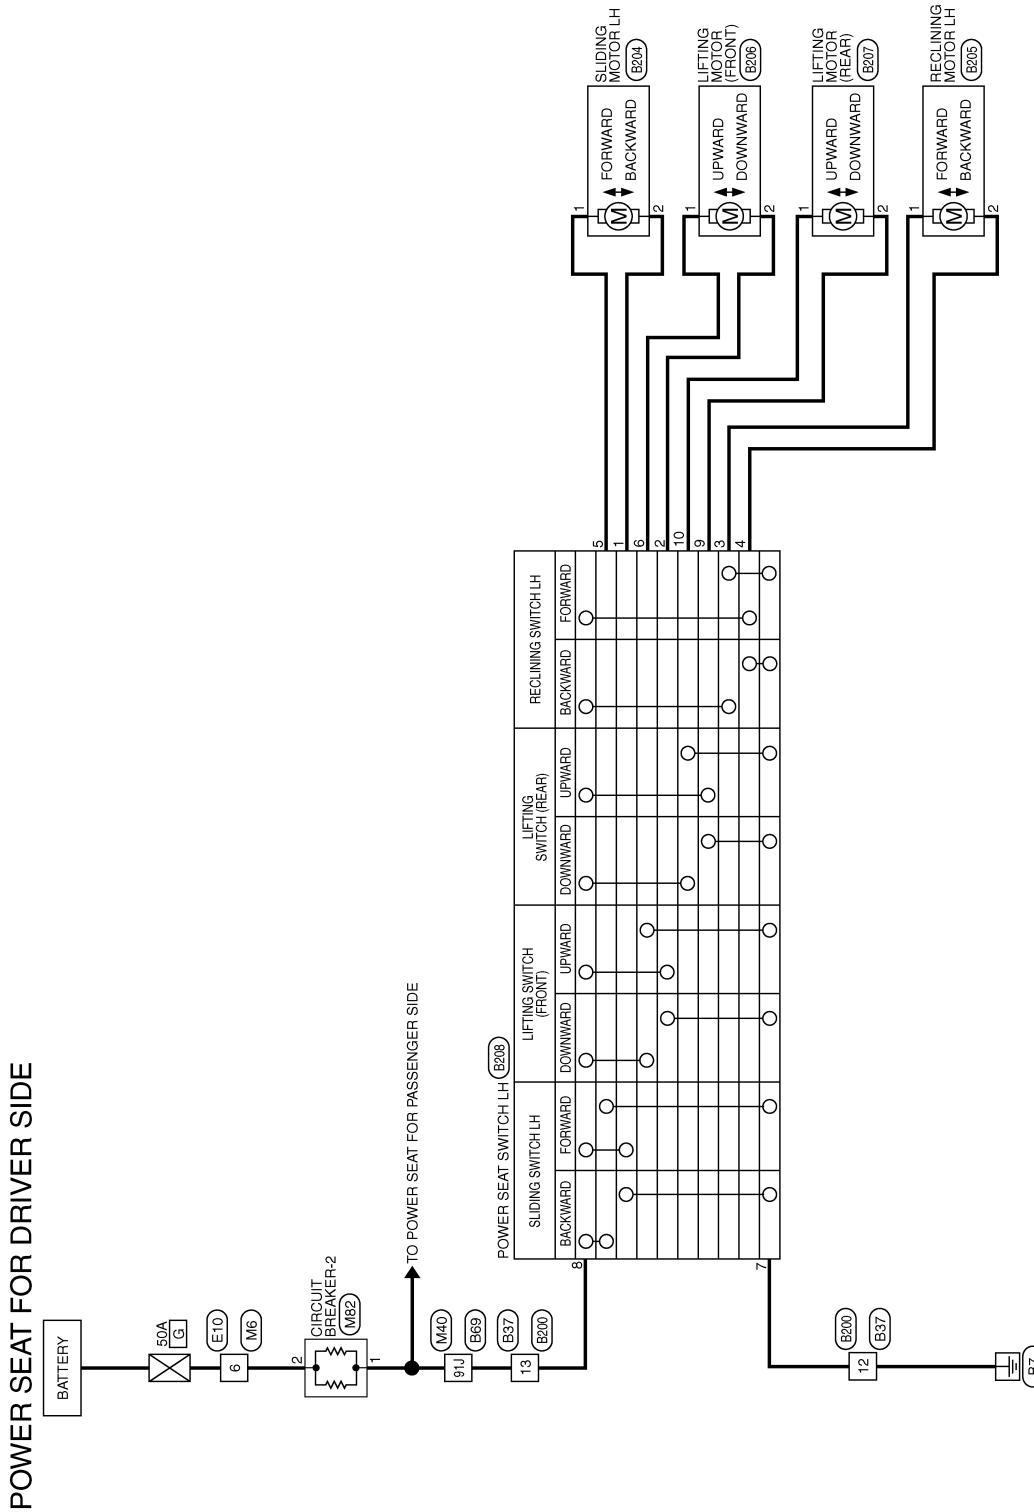 POWER SEAT FOR DRIVER SIDE
BATTERY
50A
G
6
E10
M6
2
CIRCUIT
BREAKER-2
M82
1
TO POWER SEAT FOR PASSENGER SIDE
91J
M40
B69
13
B37
B200
POWER SEAT SWITCH LH
B208
8
7
SLIDING SWITCH LH
BACKWARD
FORWARD
LIFTING SWITCH
(FRONT)
DOWNWARD
UPWARD
LIFTING
SWITCH (REAR)
DOWNWARD
UPWARD
RECLINING SWITCH LH
BACKWARD
FORWARD
5
1
6
2
10
9
3
4
12
B200
B37
SLIDING
MOTOR LH
B204
1
M
2
FORWARD
BACKWARD
LIFTING
MOTOR
(FRONT)
B206
1
M
2
UPWARD
DOWNWARD
LIFTING
MOTOR
(REAR)
B207
1
M
2
UPWARD
DOWNWARD
RECLINING
MOTOR LH
B205
1
M
2
FORWARD
BACKWARD